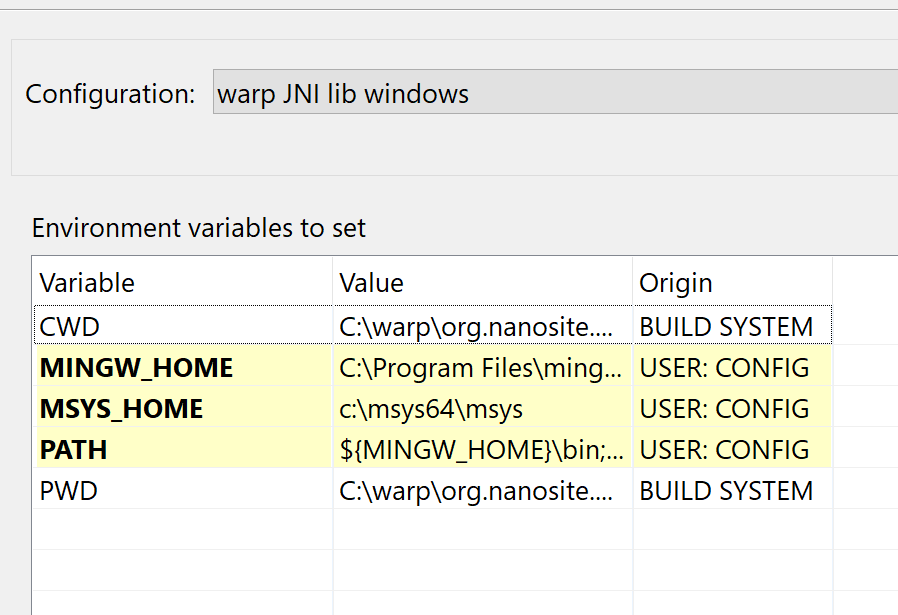 Configuration: warp JNI lib windows
Environment variables to set
Variable Value Origin
CWD C:\warp\org.nanosite.... BUILD SYSTEM
MINGW_HOME C:\Program Files\ming... USER: CONFIG
MSYS_HOME c:\msys64\msys USER: CONFIG
PATH ${MINGW_HOME}\bin;... USER: CONFIG
PWD C:\warp\org.nanosite.... BUILD SYSTEM